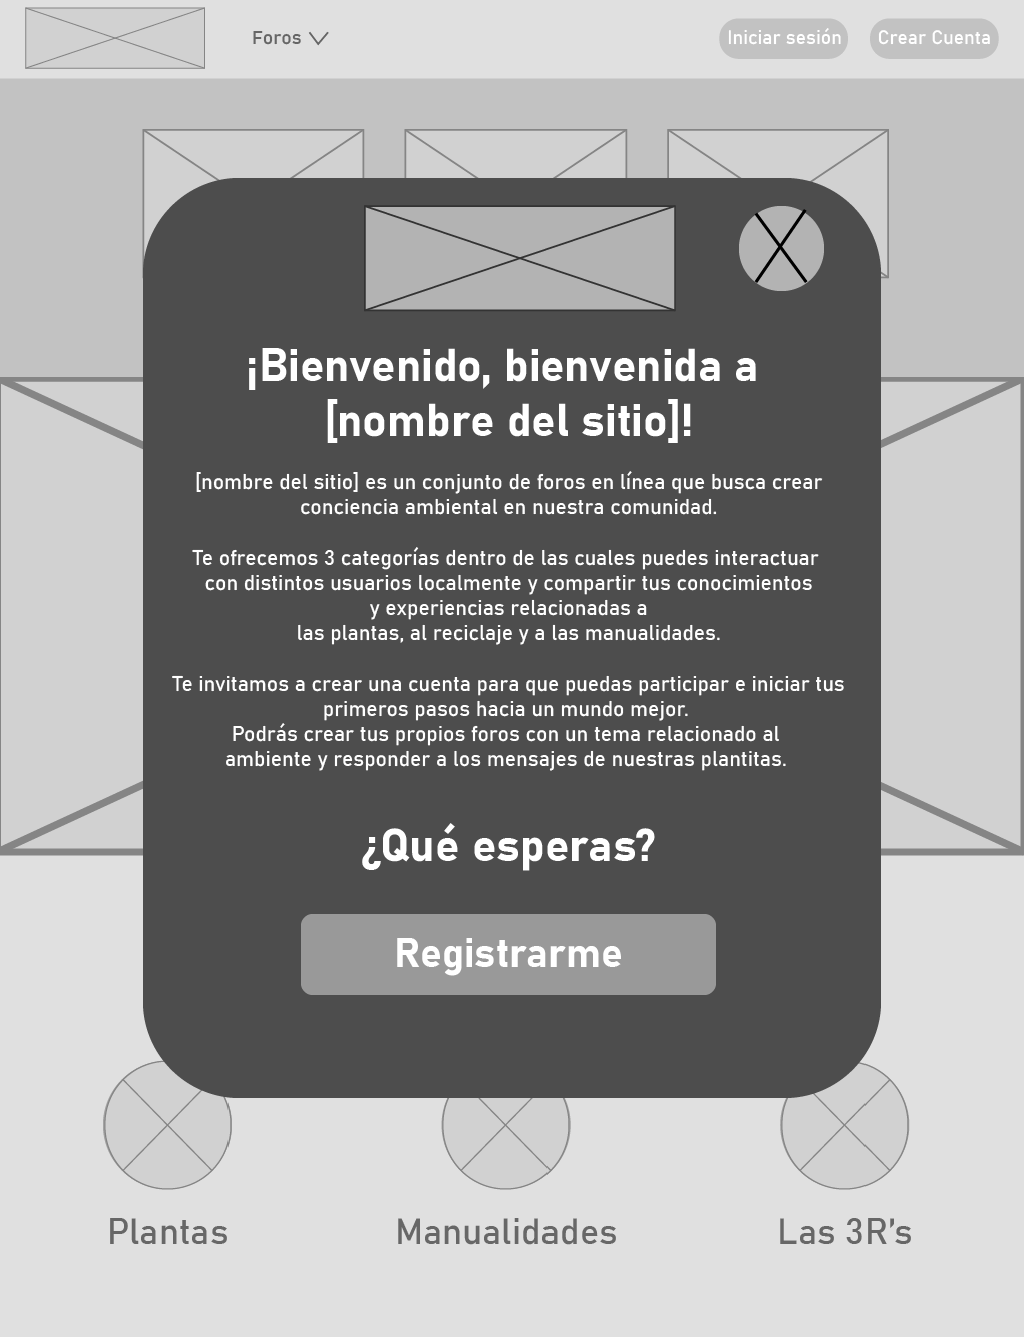 Foros
Iniciar sesión
Crear Cuenta
¡Bienvenido, bienvenida a
[nombre del sitio]!
[nombre del sitio] es un conjunto de foros en línea que busca crear
conciencia ambiental en nuestra comunidad.
Te ofrecemos 3 categorías dentro de las cuales puedes interactuar
con distintos usuarios localmente y compartir tus conocimientos
y experiencias relacionadas a
las plantas, al reciclaje y a las manualidades.
Te invitamos a crear una cuenta para que puedas participar e iniciar tus
primeros pasos hacia un mundo mejor.
Podrás crear tus propios foros con un tema relacionado al
ambiente y responder a los mensajes de nuestras plantitas.
¿Qué esperas?
Registrarme
Plantas
Manualidades
Las 3R's